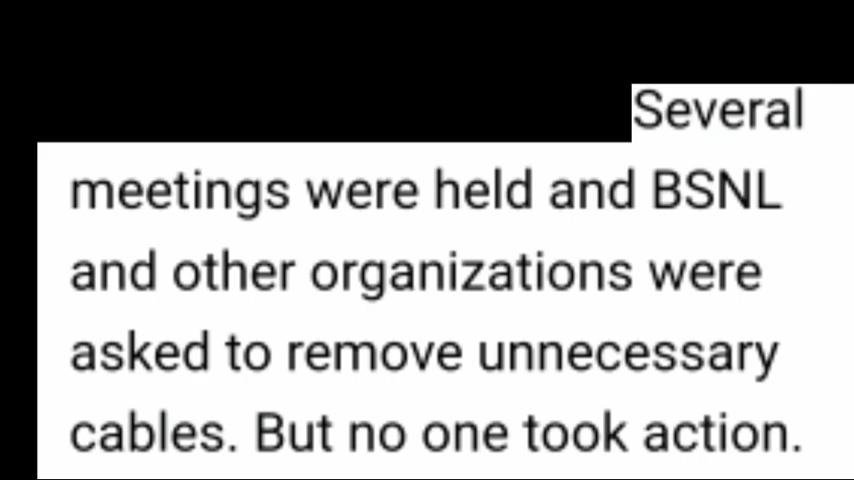 Several
meetings were held and BSNL
and other organizations were
asked to remove unnecessary
cables. But no one took action.